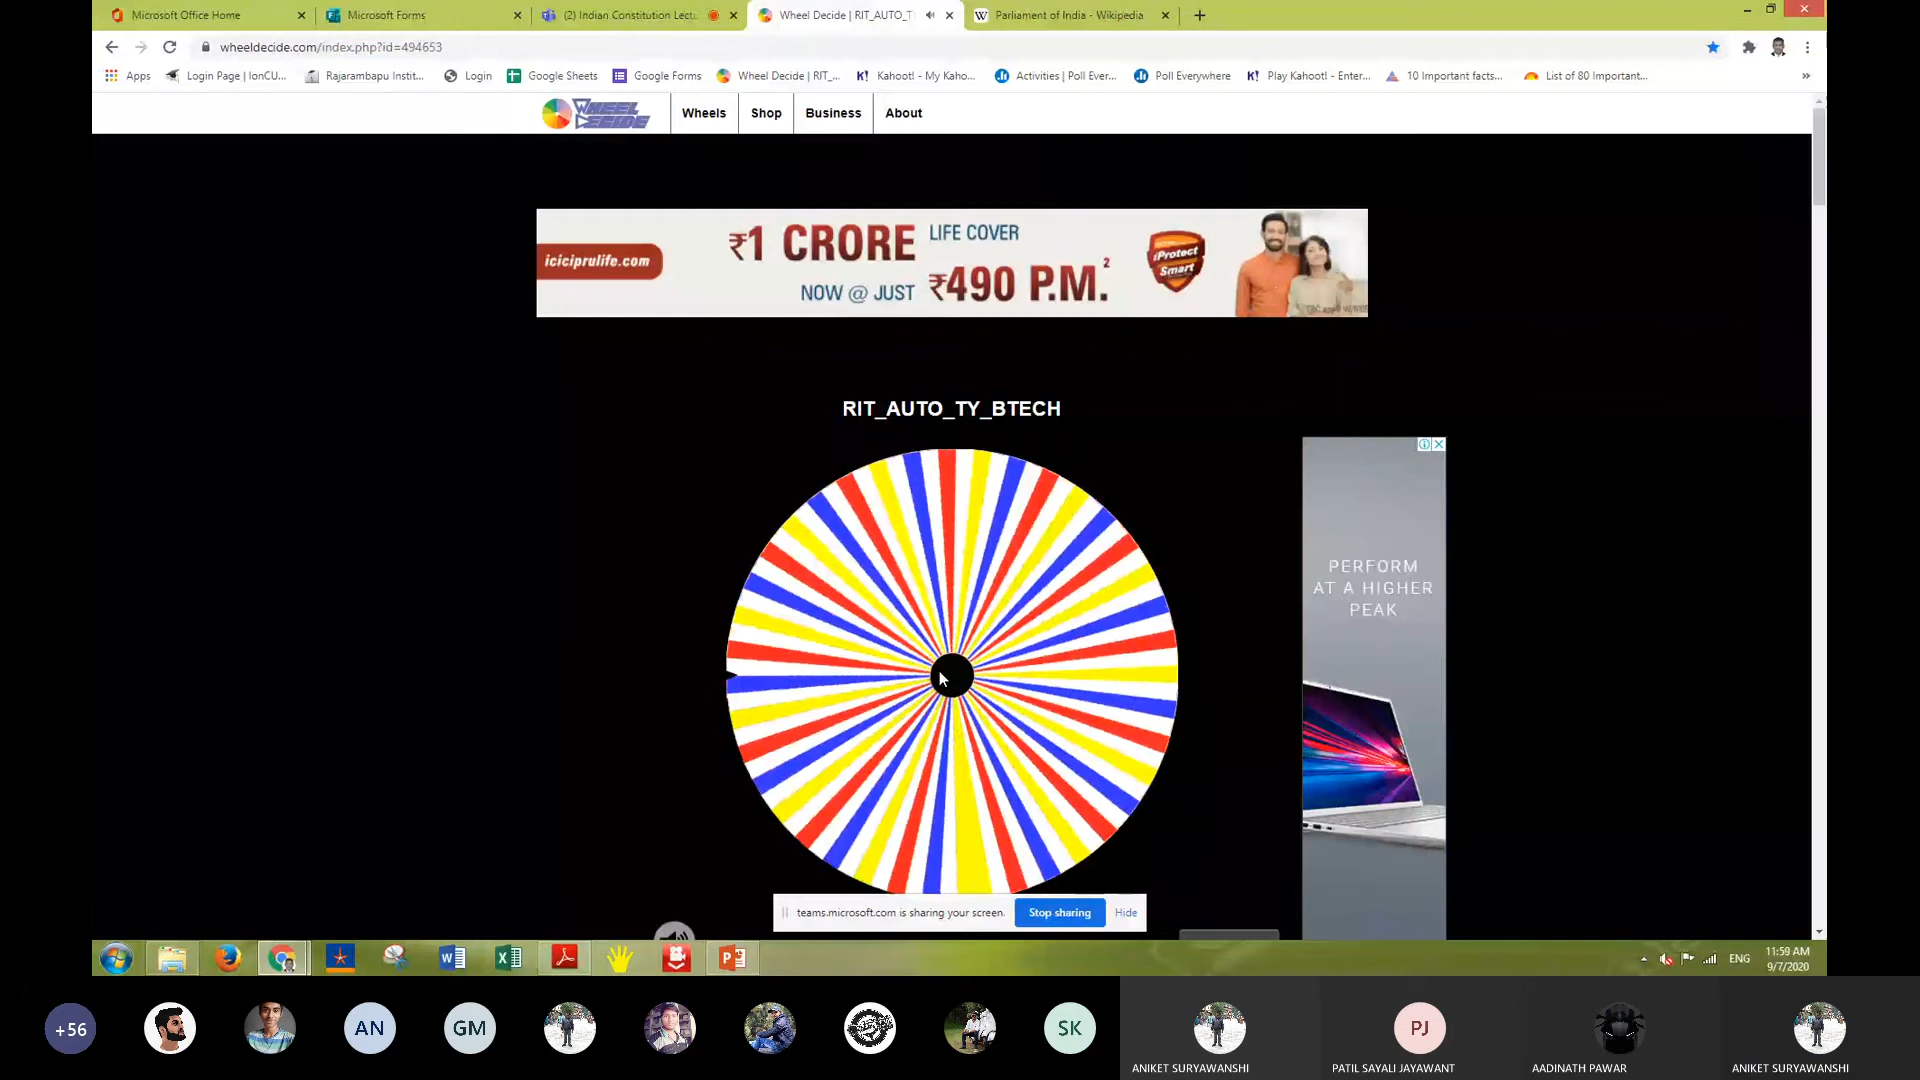 Microsoft Office Home
Microsoft Forms
(2) Indian Constitution Lectu
Wheel Decide | RIT_AUTO_T
Parliament of India - Wikipedia
wheeldecide.com/index.php?id=494653
Apps
Login Page | IonCU...
Rajarambapu Instit...
Login
Google Sheets
Google Forms
Wheel Decide | RIT_...
Kahoot! - My Kaho...
Activities | Poll Ever...
Poll Everywhere
Play Kahoot! - Enter...
10 Important facts...
List of 80 Important...
WHEEL
DECIDE
Wheels
Shop
Business
About
iciciprulife.com
₹1 CRORE LIFE COVER
NOW @ JUST ₹490 P.M.²
iProtect
Smart
RIT_AUTO_TY_BTECH
PERFORM
AT A HIGHER
PEAK
teams.microsoft.com is sharing your screen.
Stop sharing
Hide
ENG
11:59 AM
9/7/2020
+56
AN
GM
SK
PJ
ANIKET SURYAWANSHI
PATIL SAYALI JAYAWANT
AADINATH PAWAR
ANIKET SURYAWANSHI